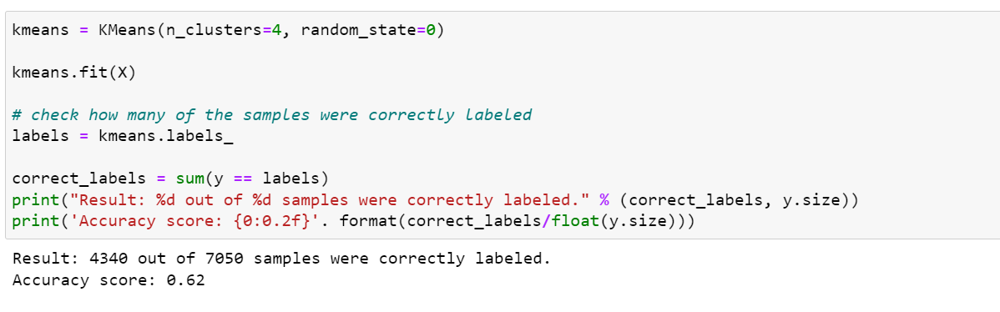 kmeans = KMeans(n_clusters=4, random_state=0)
kmeans.fit(X)
# check how many of the samples were correctly labeled
labels = kmeans.labels_
correct_labels = sum(y == labels)
print("Result: %d out of %d samples were correctly labeled." % (correct_labels, y.size))
print('Accuracy score: {0:0.2f}'. format(correct_labels/float(y.size)))
Result: 4340 out of 7050 samples were correctly labeled.
Accuracy score: 0.62